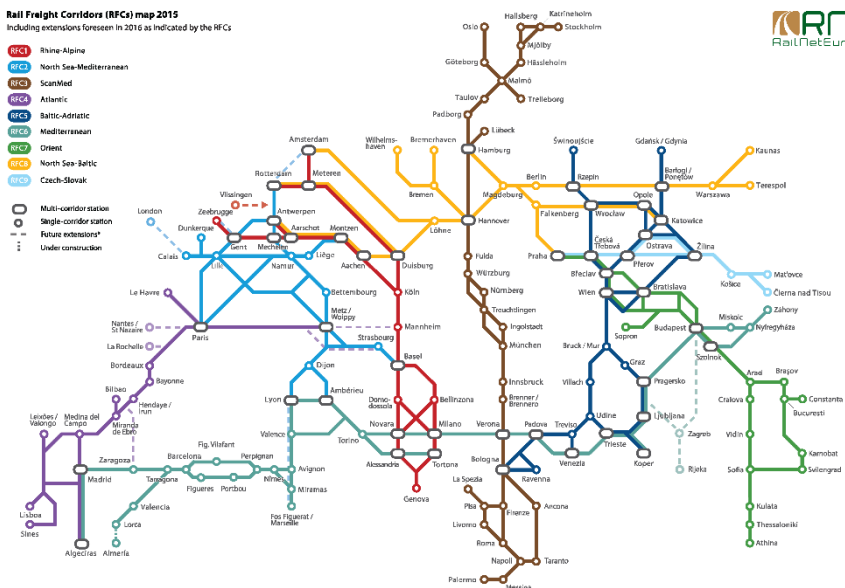 Rail Freight Corridors (RFCs) map 2015
Including extensions foreseen in 2016 as indicated by the RFCs
RailNetEur
RFC1 Rhine-Alpine
RFC2 North Sea-Mediterranean
RFC3 ScanMed
RFC4 Atlantic
RFC5 Baltic-Adriatic
RFC6 Mediterranean
RFC7 Orient
RFC8 North Sea-Baltic
RFC9 Czech-Slovak
Multi-corridor station
Single-corridor station
Future extensions*
Under construction
Oslo
Hallsberg
Katrineholm
Stockholm
Mjölby
Göteborg
Hässleholm
Malmö
Taulov
Trelleborg
Padborg
Lübeck
Hamburg
Amsterdam
Wilhelms-
haven
Bremerhaven
Świnoujście
Gdańsk / Gdynia
Kaunas
Rotterdam
Meteren
Bremen
Magdeburg
Berlin
Rzepin
Warszawa
Terespol
Vlissingen
London
Zeebrugge
Antwerpen
Aarschot
Montzen
Löhne
Hannover
Falkenberg
Wrocław
Opole
Katowice
Dunkerque
Calais
Lille
Gent
Mechelen
Namur
Liège
Aachen
Duisburg
Fulda
Praha
Česká
Třebová
Ostrava
Přerov
Žilina
Břeclav
Košice
Maťovce
Čierna nad Tisou
Würzburg
Le Havre
Bettembourg
Köln
Nürnberg
Wien
Bratislava
Treuchtlingen
Nantes /
St Nazaire
Paris
Metz /
Woippy
Mannheim
Ingolstadt
Sopron
Budapest
Miskolc
Záhony
Nyíregyháza
La Rochelle
Strasbourg
München
Bruck / Mur
Szolnok
Bordeaux
Dijon
Basel
Graz
Bayonne
Innsbruck
Villach
Pragersko
Arad
Braşov
Bilbao
Hendaye /
Irun
Lyon
Ambérieu
Domo-
dossola
Bellinzona
Brenner /
Brennero
Craiova
Constanta
Bucuresti
Leixões /
Valongo
Medina del
Campo
Miranda
de Ebro
Valence
Torino
Novara
Milano
Verona
Padova
Treviso
Udine
Trieste
Ljubljana
Zagreb
Vidin
Zaragoza
Barcelona
Fig. Vilafant
Perpignan
Avignon
Alessandria
Tortona
Bologna
Venezia
Koper
Rijeka
Sofia
Karnobat
Svilengrad
Madrid
Tarragona
Figueres
Portbou
Nîmes
Miramas
Genova
Ravenna
Lisboa
Sines
Valencia
Lorca
Fos Figuerat /
Marseille
La Spezia
Pisa
Firenze
Ancona
Kulata
Livorno
Thessaloniki
Algeciras
Almería
Roma
Athina
Napoli
Taranto
Palermo
Messina